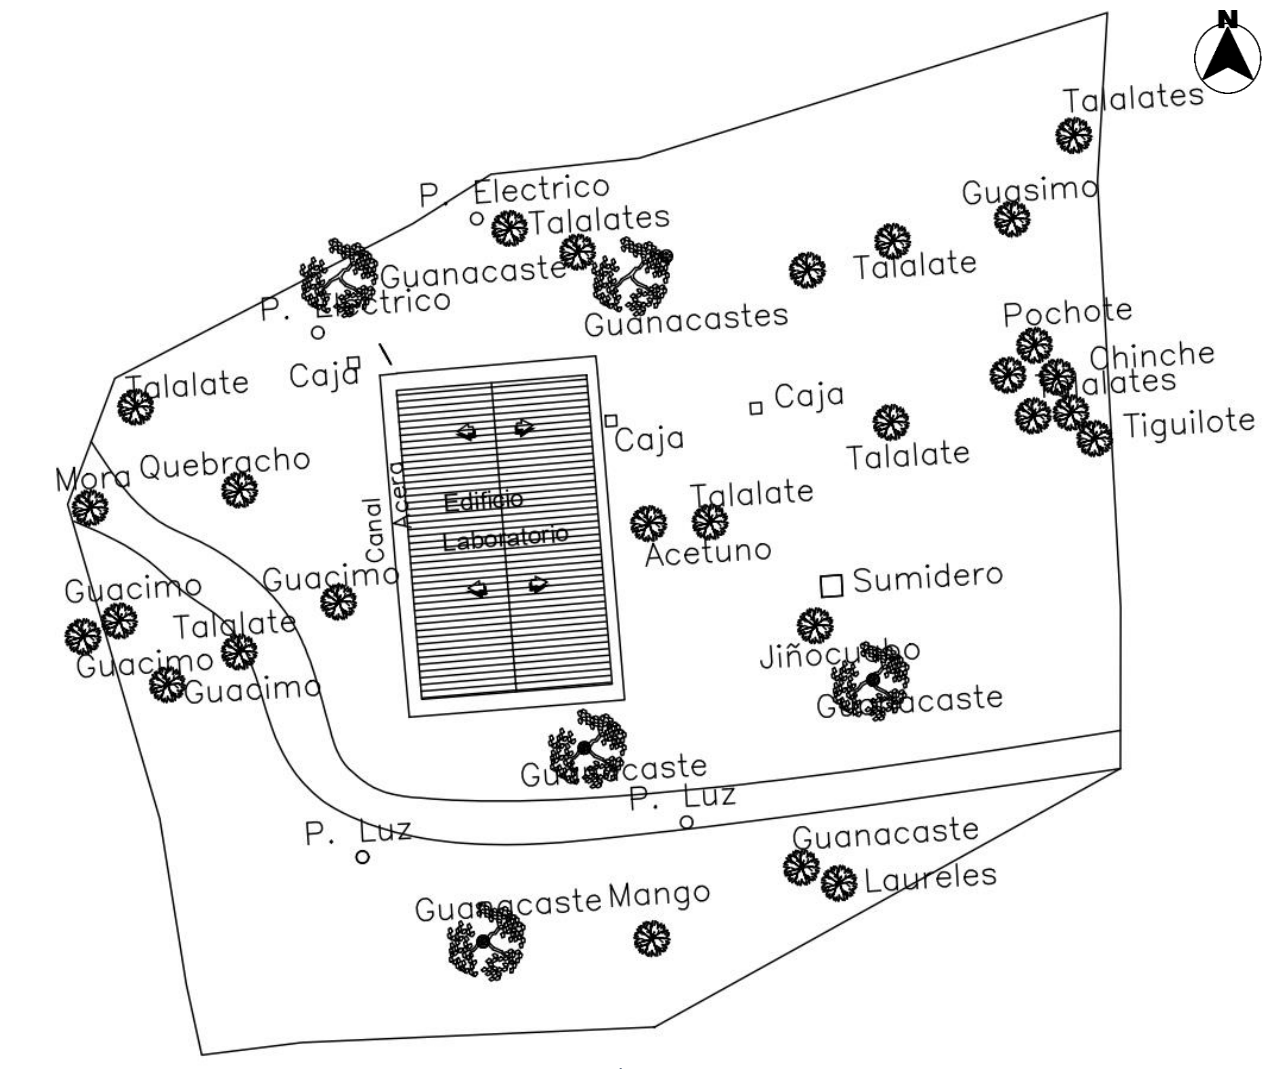 N
Talalates
P. Electrico
Guasimo
Talalates
Guanacaste
Talalate
P. Electrico
Guanacastes
Pochote
Chinche
Caja
Talalate
Talalates
Caja
Tiguilote
Caja
Talalate
Mora
Quebracho
Canal
Acera
Edificio
Laboratorio
Talalate
Acetuno
Guacimo
Guacimo
Sumidero
Talalate
Guacimo
Jiñocuabo
Guacimo
Guanacaste
Guanacaste
P. Luz
P. Luz
Guanacaste
Laureles
Guanacaste
Mango